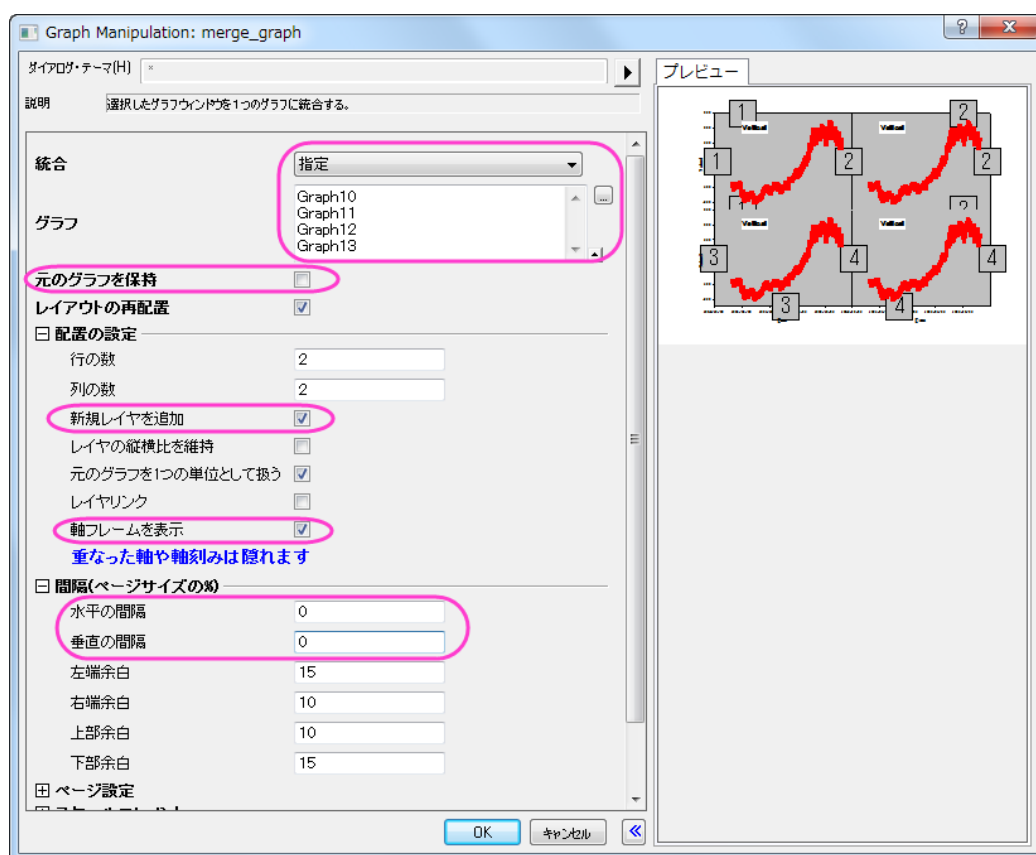 Graph Manipulation: merge_graph
ダイアログ・テーマ(H) *
説明 選択したグラフウィンドウを1つのグラフに統合する。
統合 指定
グラフ
Graph10
Graph11
Graph12
Graph13
元のグラフを保持
レイアウトの再配置
配置の設定
行の数 2
列の数 2
新規レイヤを追加
レイヤの縦横比を維持
元のグラフを1つの単位として扱う
レイヤリンク
軸フレームを表示
重なった軸や軸刻みは隠れます
間隔(ページサイズの%)
水平の間隔 0
垂直の間隔 0
左端余白 15
右端余白 10
上部余白 10
下部余白 15
ページ設定
OK キャンセル
プレビュー
1 2
1 2 2
3 4 4
3 4